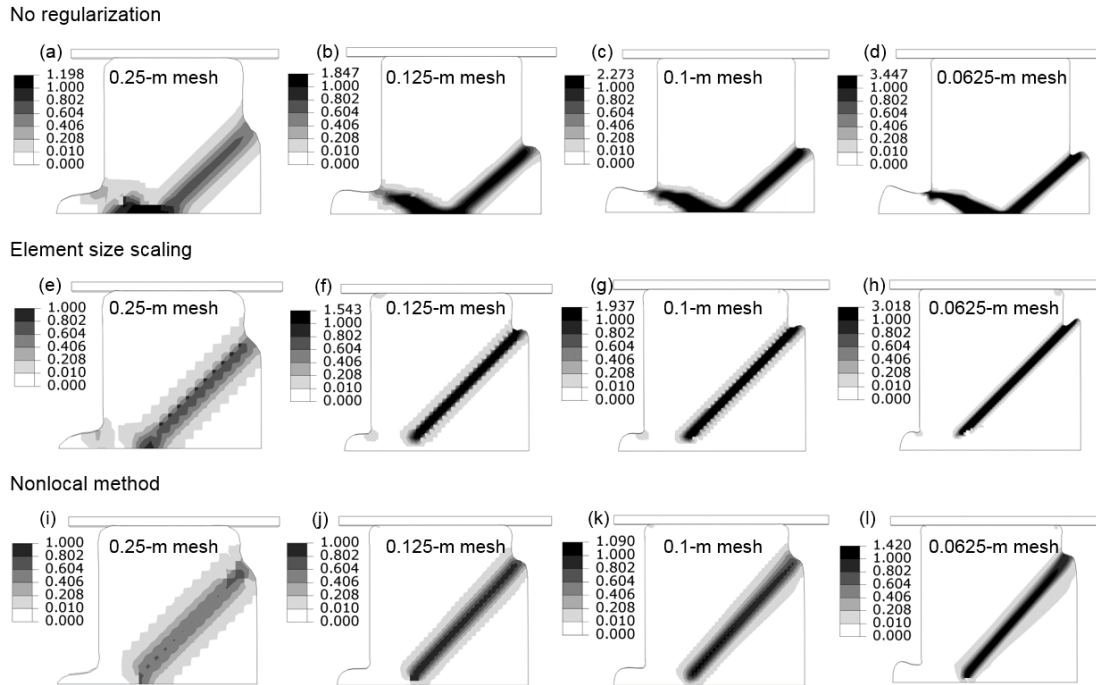 No regularization
(a) (b) (c) (d)
0.25-m mesh 0.125-m mesh 0.1-m mesh 0.0625-m mesh
1.198 1.847 2.273 3.447
1.000 1.000 1.000 1.000
0.802 0.802 0.802 0.802
0.604 0.604 0.604 0.604
0.406 0.406 0.406 0.406
0.208 0.208 0.208 0.208
0.010 0.010 0.010 0.010
0.000 0.000 0.000 0.000
Element size scaling
(e) (f) (g) (h)
0.25-m mesh 0.125-m mesh 0.1-m mesh 0.0625-m mesh
1.000 1.543 1.937 3.018
0.802 1.000 1.000 1.000
0.604 0.802 0.802 0.802
0.406 0.604 0.604 0.604
0.208 0.406 0.406 0.406
0.010 0.208 0.208 0.208
0.000 0.010 0.010 0.010
0.000 0.000 0.000
Nonlocal method
(i) (j) (k) (l)
0.25-m mesh 0.125-m mesh 0.1-m mesh 0.0625-m mesh
1.000 1.000 1.090 1.420
0.802 0.802 1.000 1.000
0.604 0.604 0.802 0.802
0.406 0.406 0.604 0.604
0.208 0.208 0.406 0.406
0.010 0.010 0.208 0.208
0.000 0.000 0.010 0.010
0.000 0.000